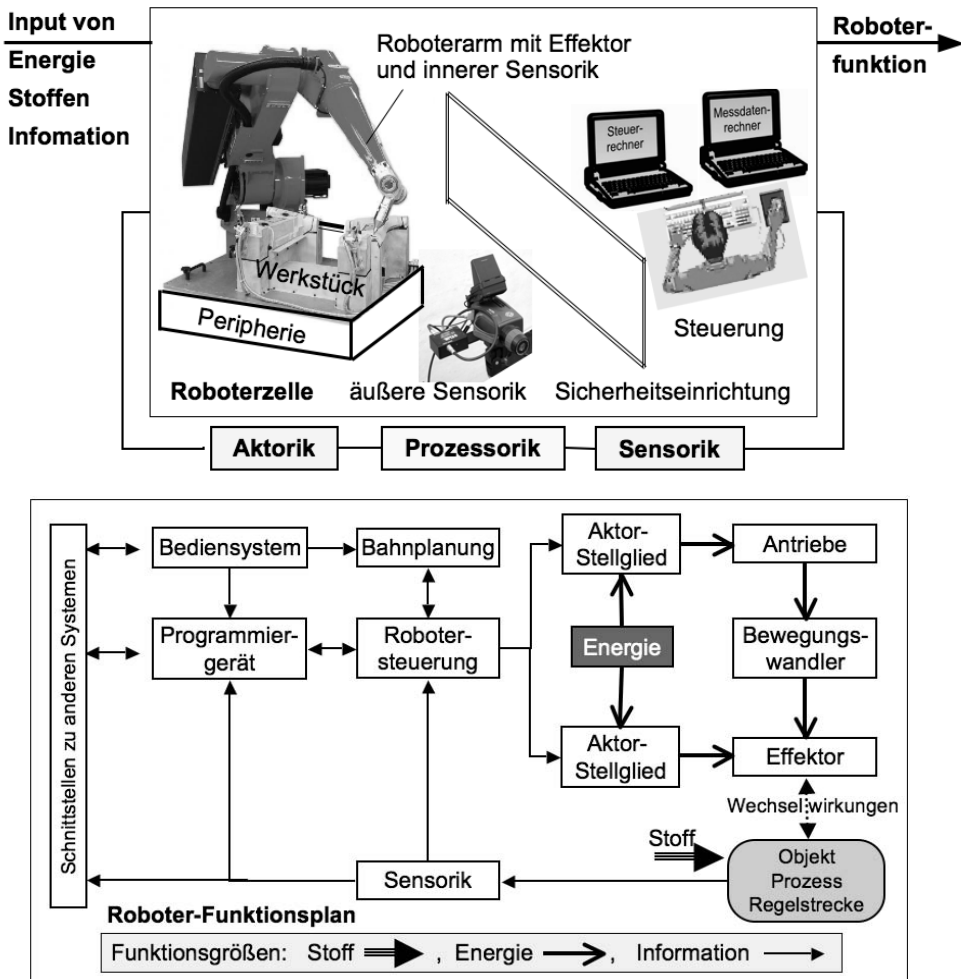 Input von
Energie
Stoffen
Infomation
Roboter-
funktion
Roboterarm mit Effektor
und innerer Sensorik
Steuer-
rechner
Messdaten-
rechner
Werkstück
Peripherie
Steuerung
Roboterzelle
äußere Sensorik
Sicherheitseinrichtung
Aktorik
Prozessorik
Sensorik
Schnittstellen zu anderen Systemen
Bediensystem
Bahnplanung
Aktor-
Stellglied
Antriebe
Programmier-
gerät
Roboter-
steuerung
Energie
Bewegungs-
wandler
Aktor-
Stellglied
Effektor
Wechselwirkungen
Stoff
Objekt
Prozess
Regelstrecke
Sensorik
Roboter-Funktionsplan
Funktionsgrößen: Stoff , Energie , Information